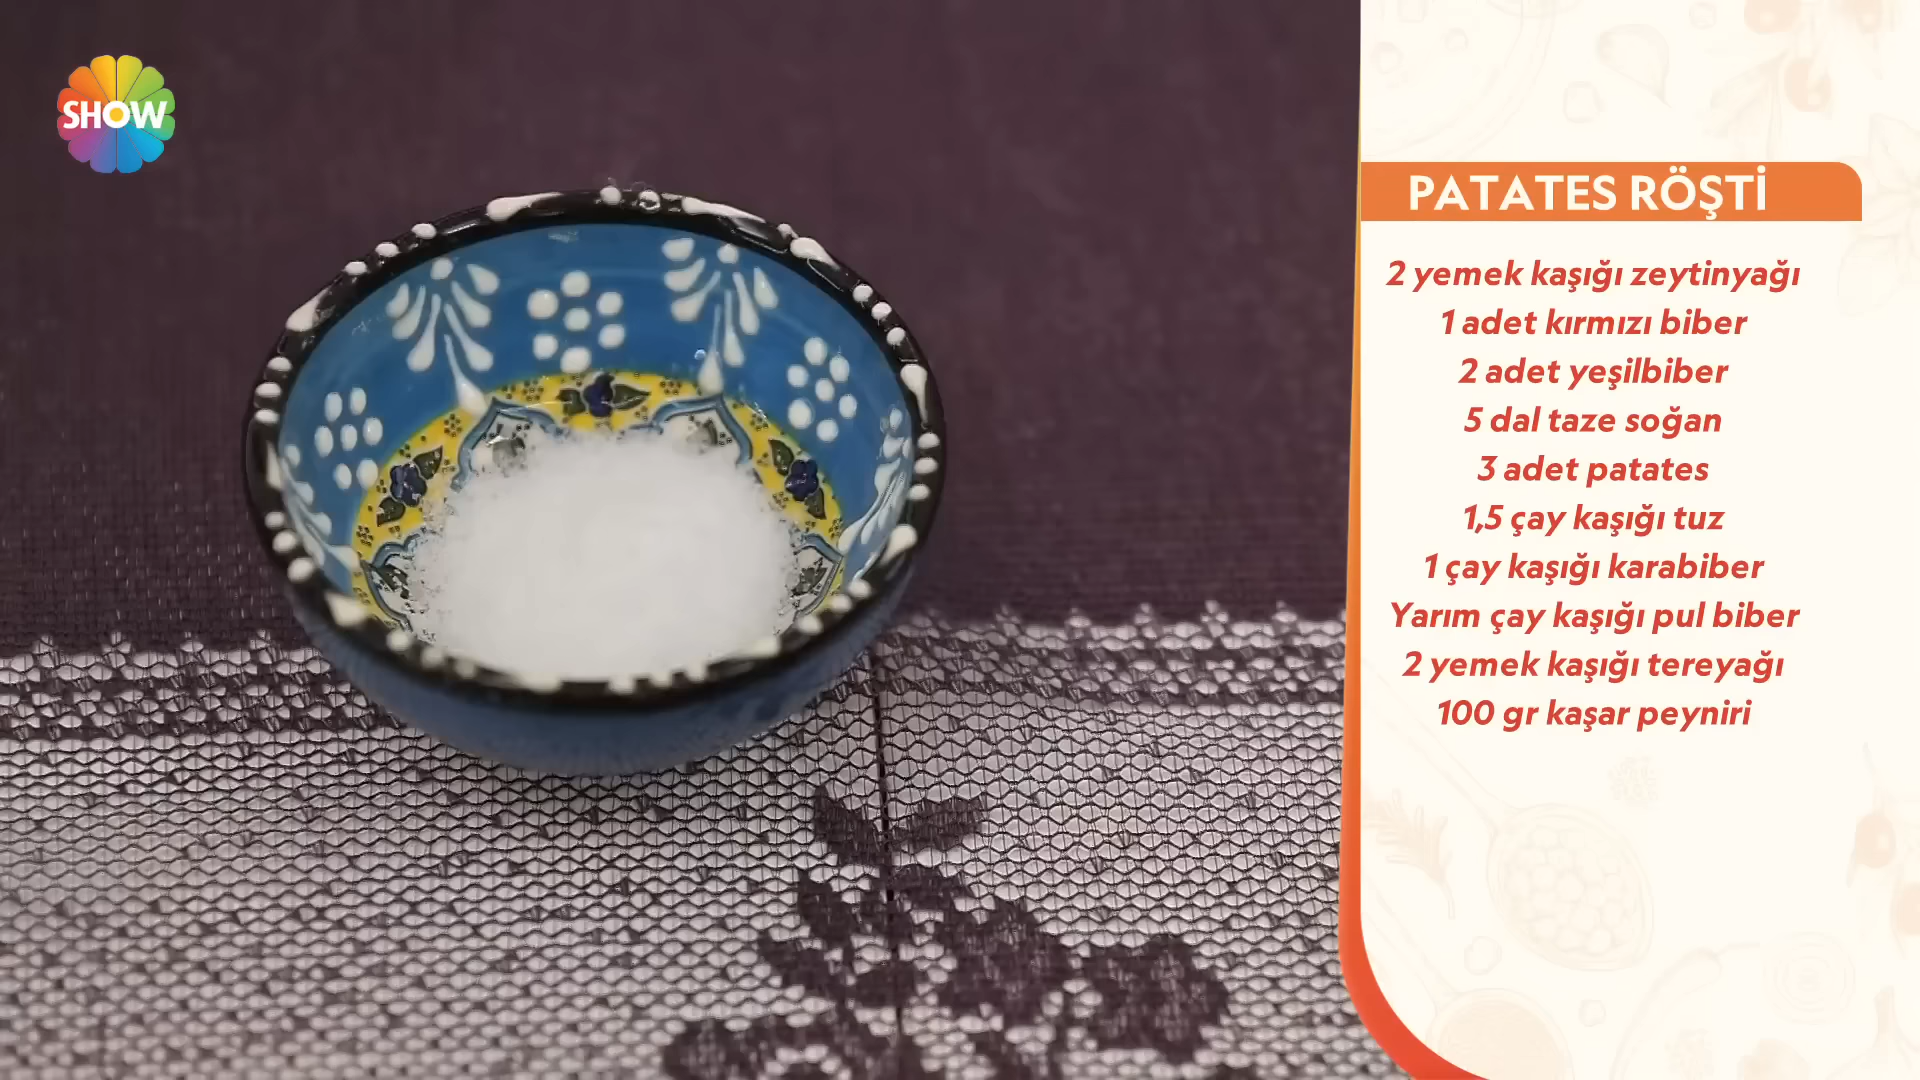 SHOW
PATATES RÖŞTİ
2 yemek kaşığı zeytinyağı
1 adet kırmızı biber
2 adet yeşilbiber
5 dal taze soğan
3 adet patates
1,5 çay kaşığı tuz
1 çay kaşığı karabiber
Yarım çay kaşığı pul biber
2 yemek kaşığı tereyağı
100 gr kaşar peyniri